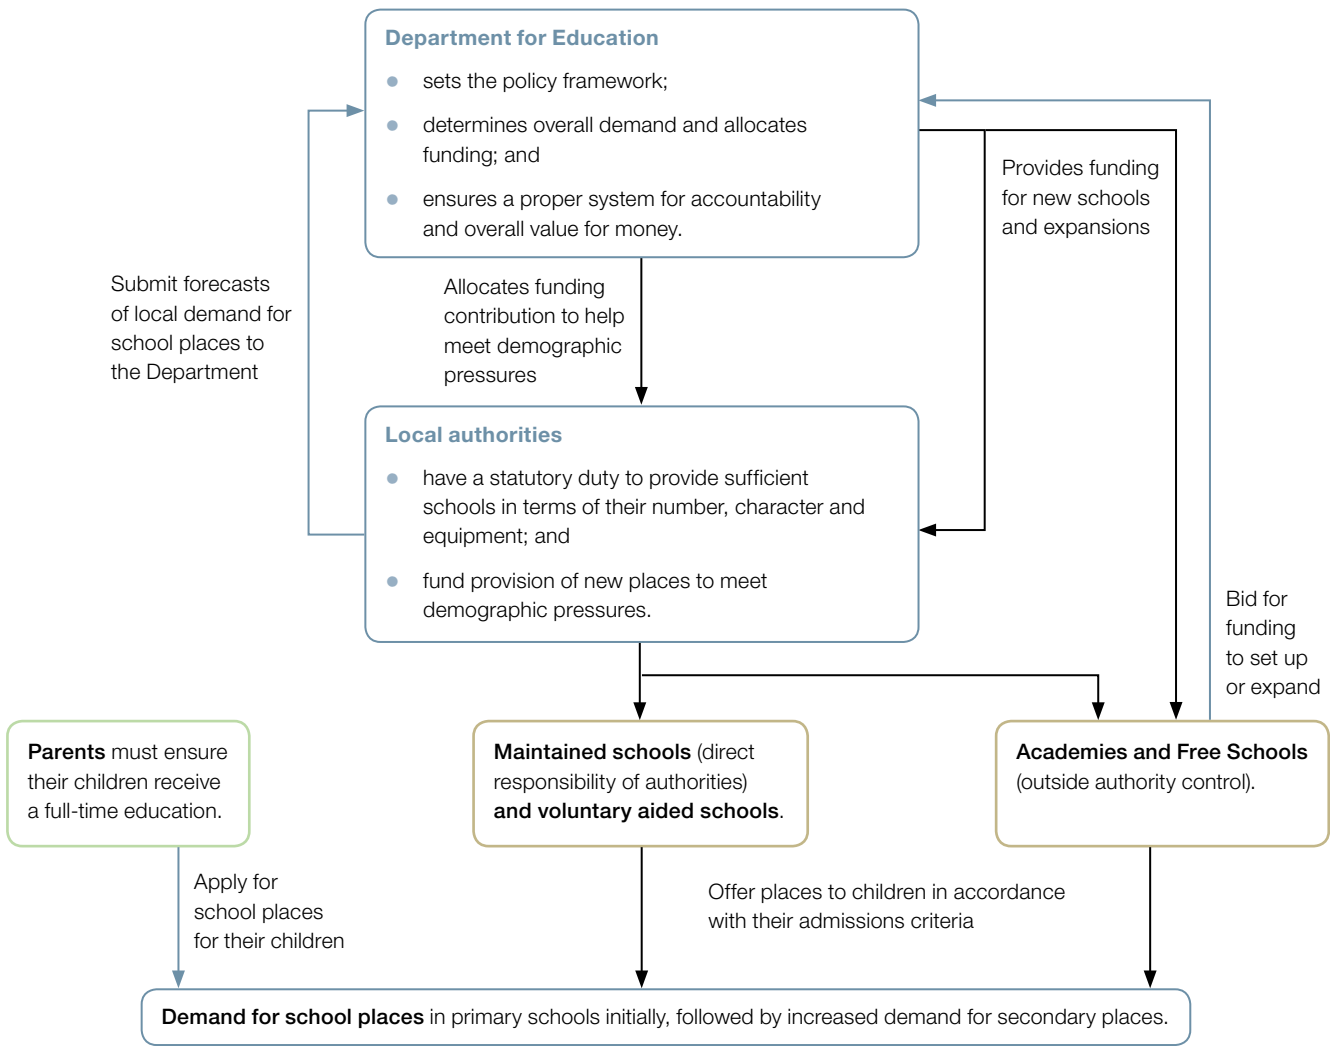 Department for Education
sets the policy framework;
determines overall demand and allocates
funding; and
ensures a proper system for accountability
and overall value for money.
Provides funding
for new schools
and expansions
Submit forecasts
of local demand for
school places to
the Department
Allocates funding
contribution to help
meet demographic
pressures
Local authorities
have a statutory duty to provide sufficient
schools in terms of their number, character and
equipment; and
fund provision of new places to meet
demographic pressures.
Bid for
funding
to set up
or expand
Parents must ensure
their children receive
a full-time education.
Maintained schools (direct
responsibility of authorities)
and voluntary aided schools.
Academies and Free Schools
(outside authority control).
Apply for
school places
for their children
Offer places to children in accordance
with their admissions criteria
Demand for school places in primary schools initially, followed by increased demand for secondary places.